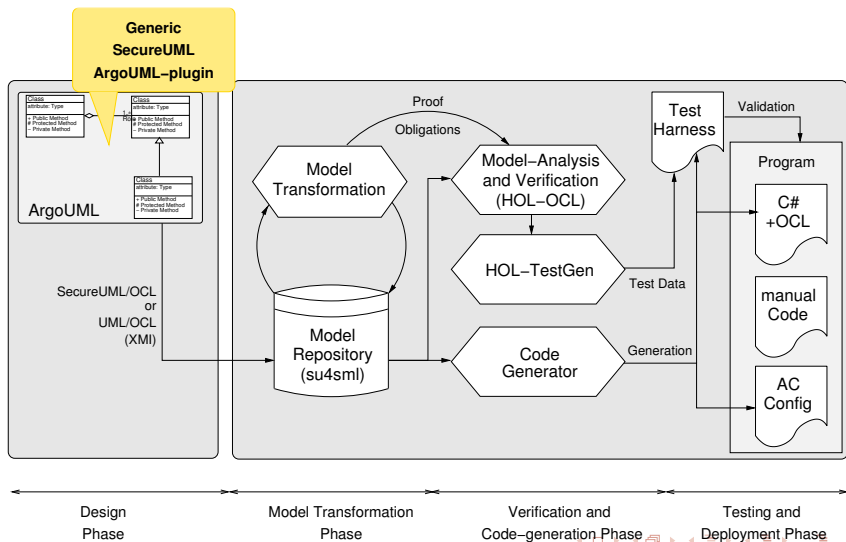 Generic
SecureUML
ArgoUML−plugin
Class
attribute: Type
+ Public Method
# Protected Method
− Private Method
Class
attribute: Type
+ Public Method
# Protected Method
− Private Method
Role
Class
attribute: Type
+ Public Method
# Protected Method
− Private Method
ArgoUML
SecureUML/OCL
or
UML/OCL
(XMI)
Proof
Obligations
Model
Transformation
Model
Repository
(su4sml)
Model−Analysis
and Verification
(HOL−OCL)
HOL−TestGen
Code
Generator
Test Data
Generation
Test
Harness
Validation
Program
C#
+OCL
manual
Code
AC
Config
Design
Phase
Model Transformation
Phase
Verification and
Code−generation Phase
Testing and
Deployment Phase